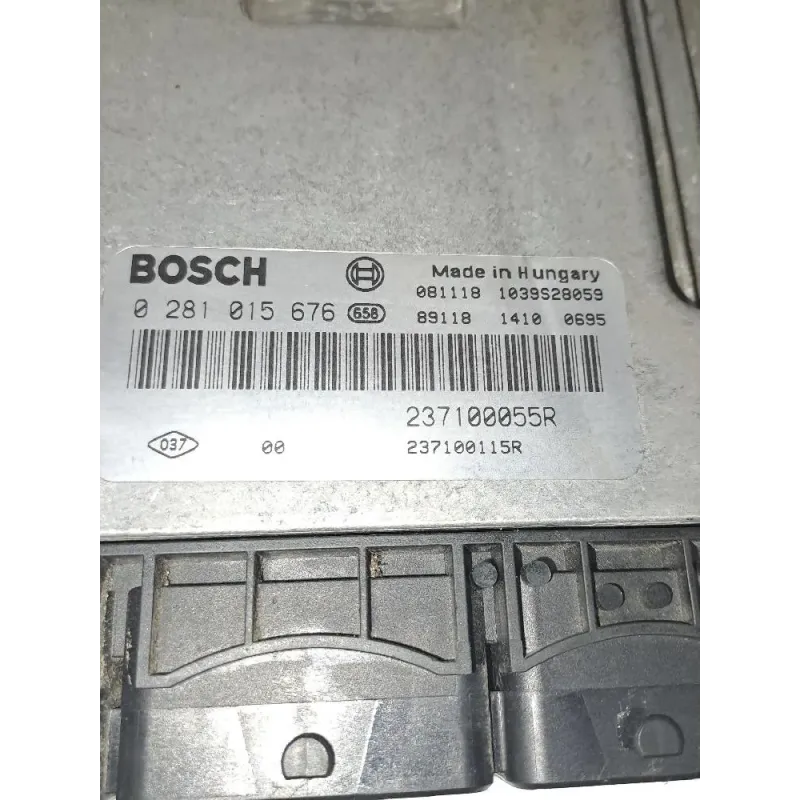 BOSCH Made in Hungary
081118 1039S28059
0 281 015 676 658 89118 1410 0695
237100055R
037 00 237100115R